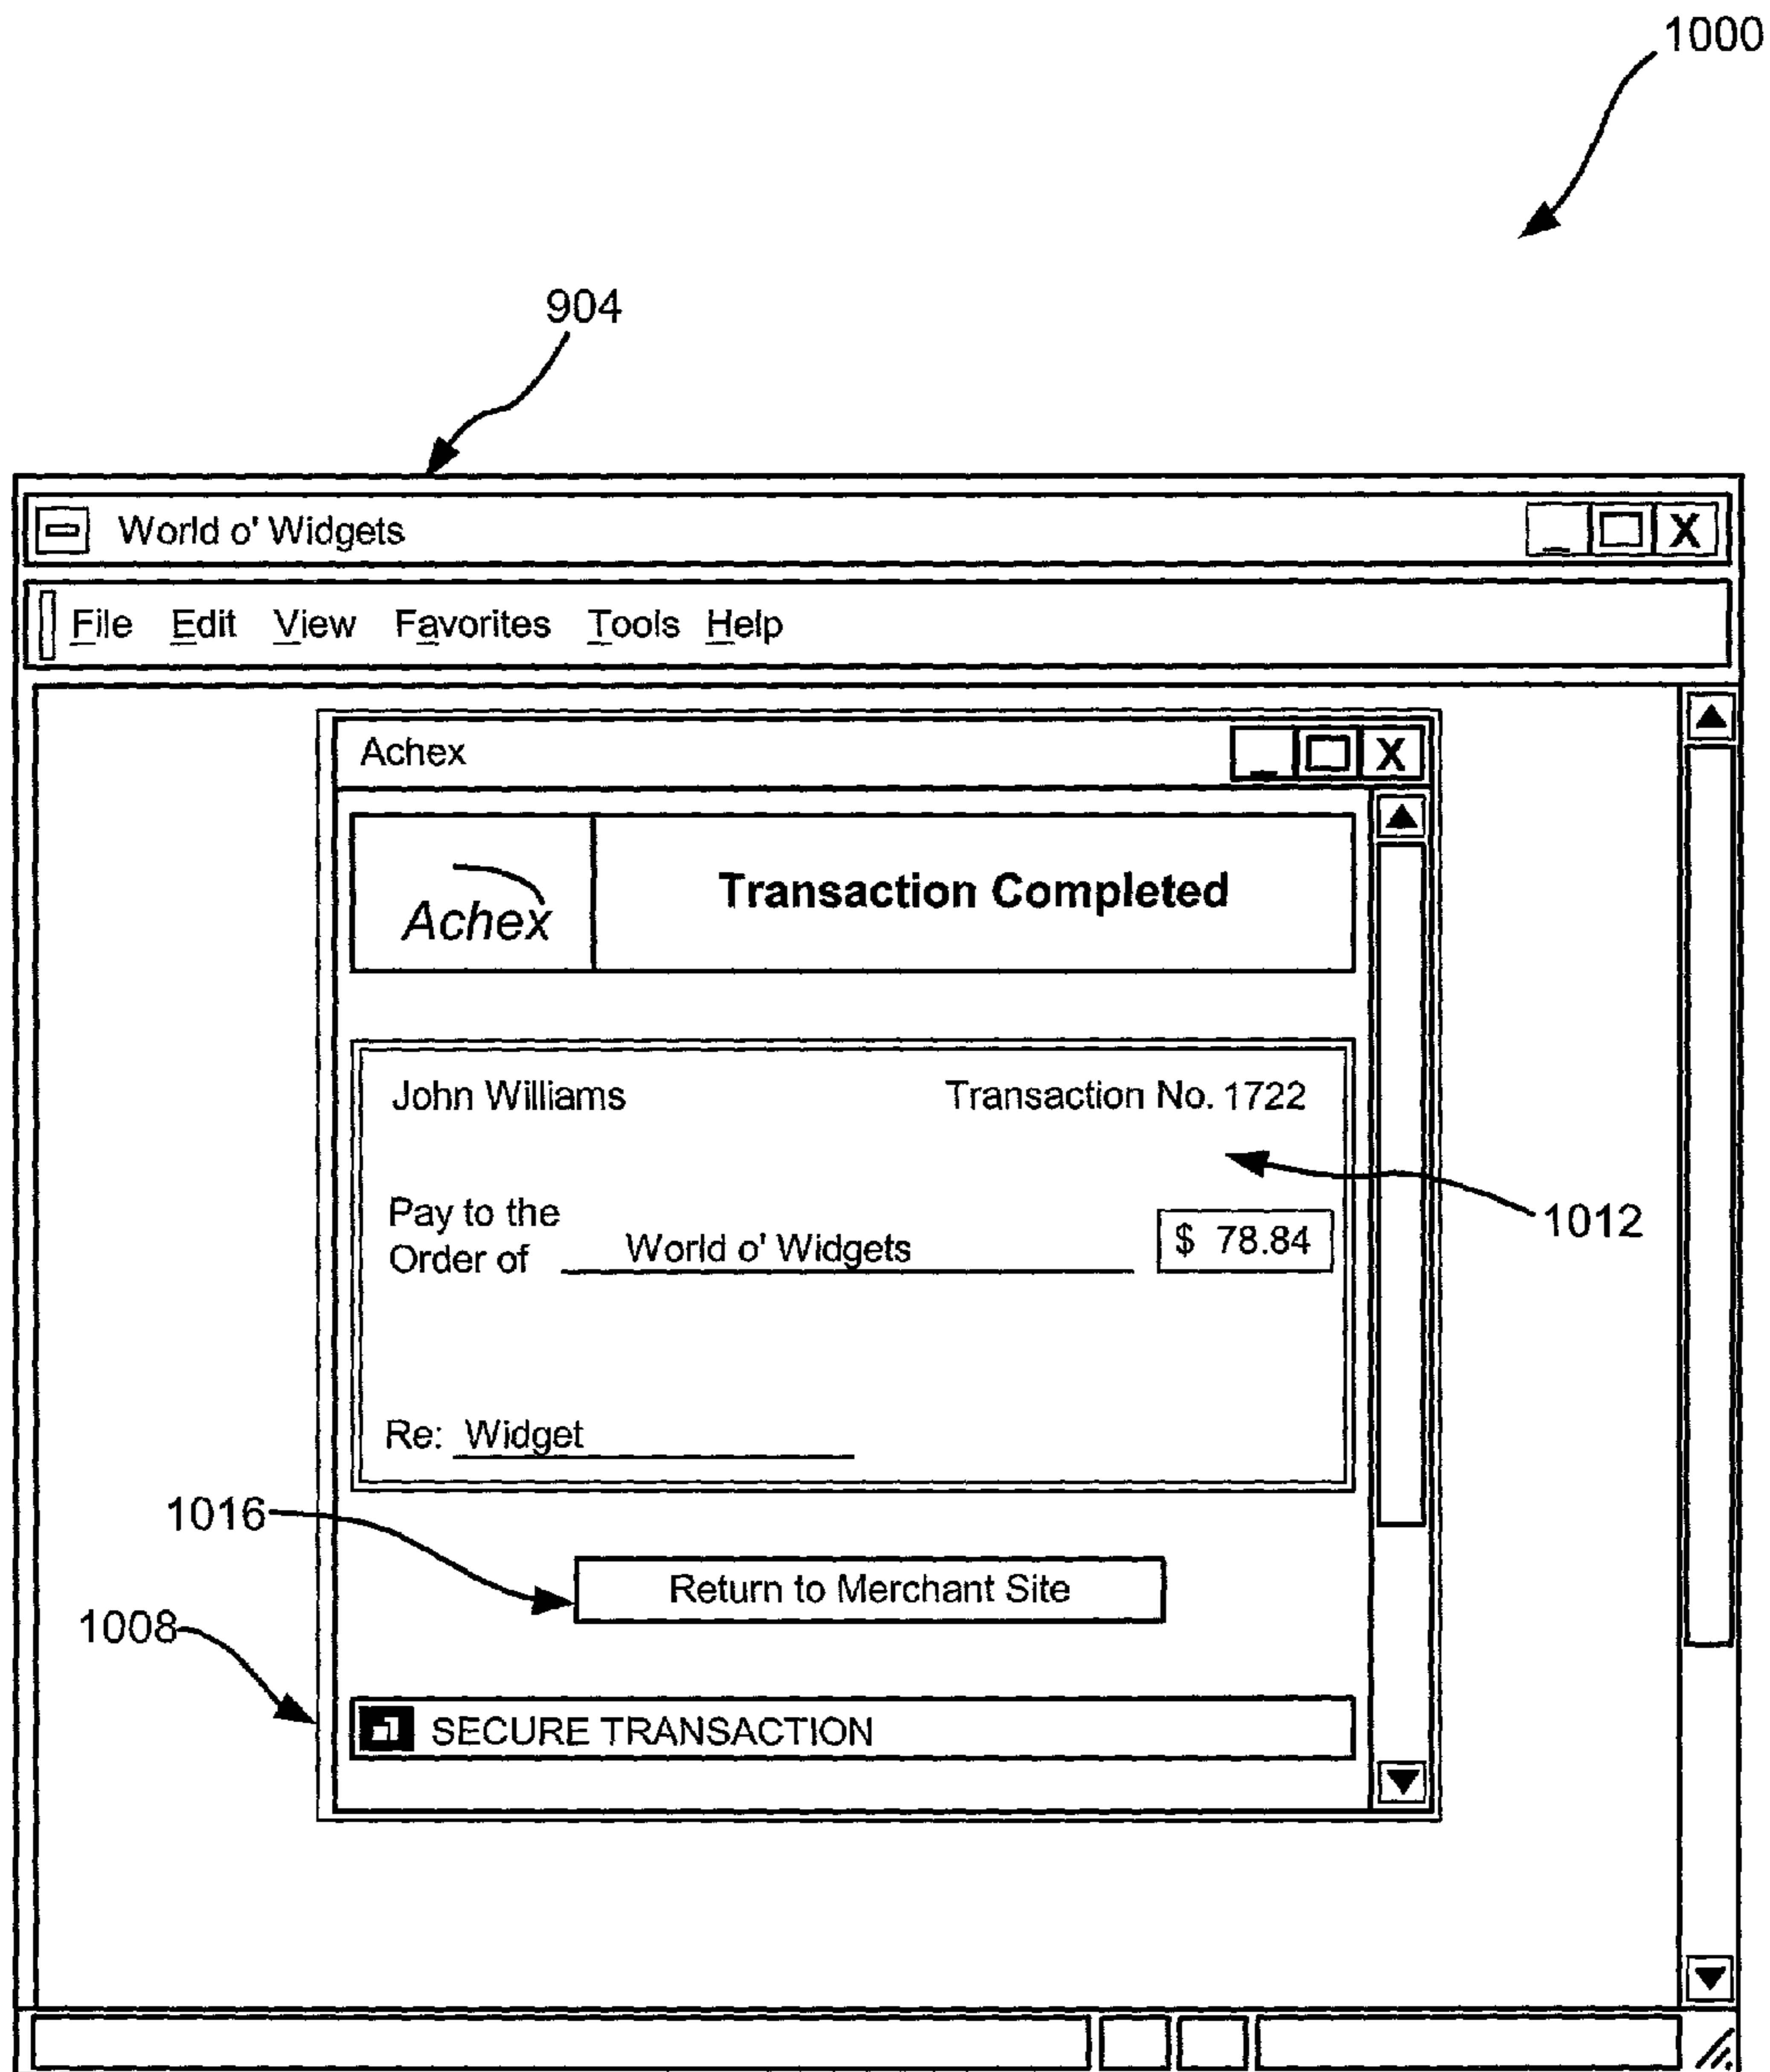 1000
904
World o' Widgets
File Edit View Favorites Tools Help
Achex
Achex
Transaction Completed
John Williams Transaction No. 1722
1012
Pay to the
Order of World o' Widgets $ 78.84
Re: Widget
1016
Return to Merchant Site
1008
SECURE TRANSACTION